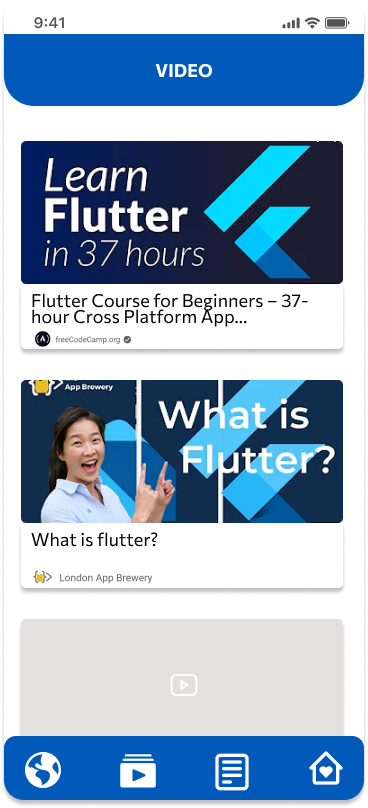 9:41
VIDEO
Learn
Flutter
in 37 hours
Flutter Course for Beginners – 37-
hour Cross Platform App...
freeCodeCamp.org
App Brewery
What is
Flutter?
What is flutter?
London App Brewery